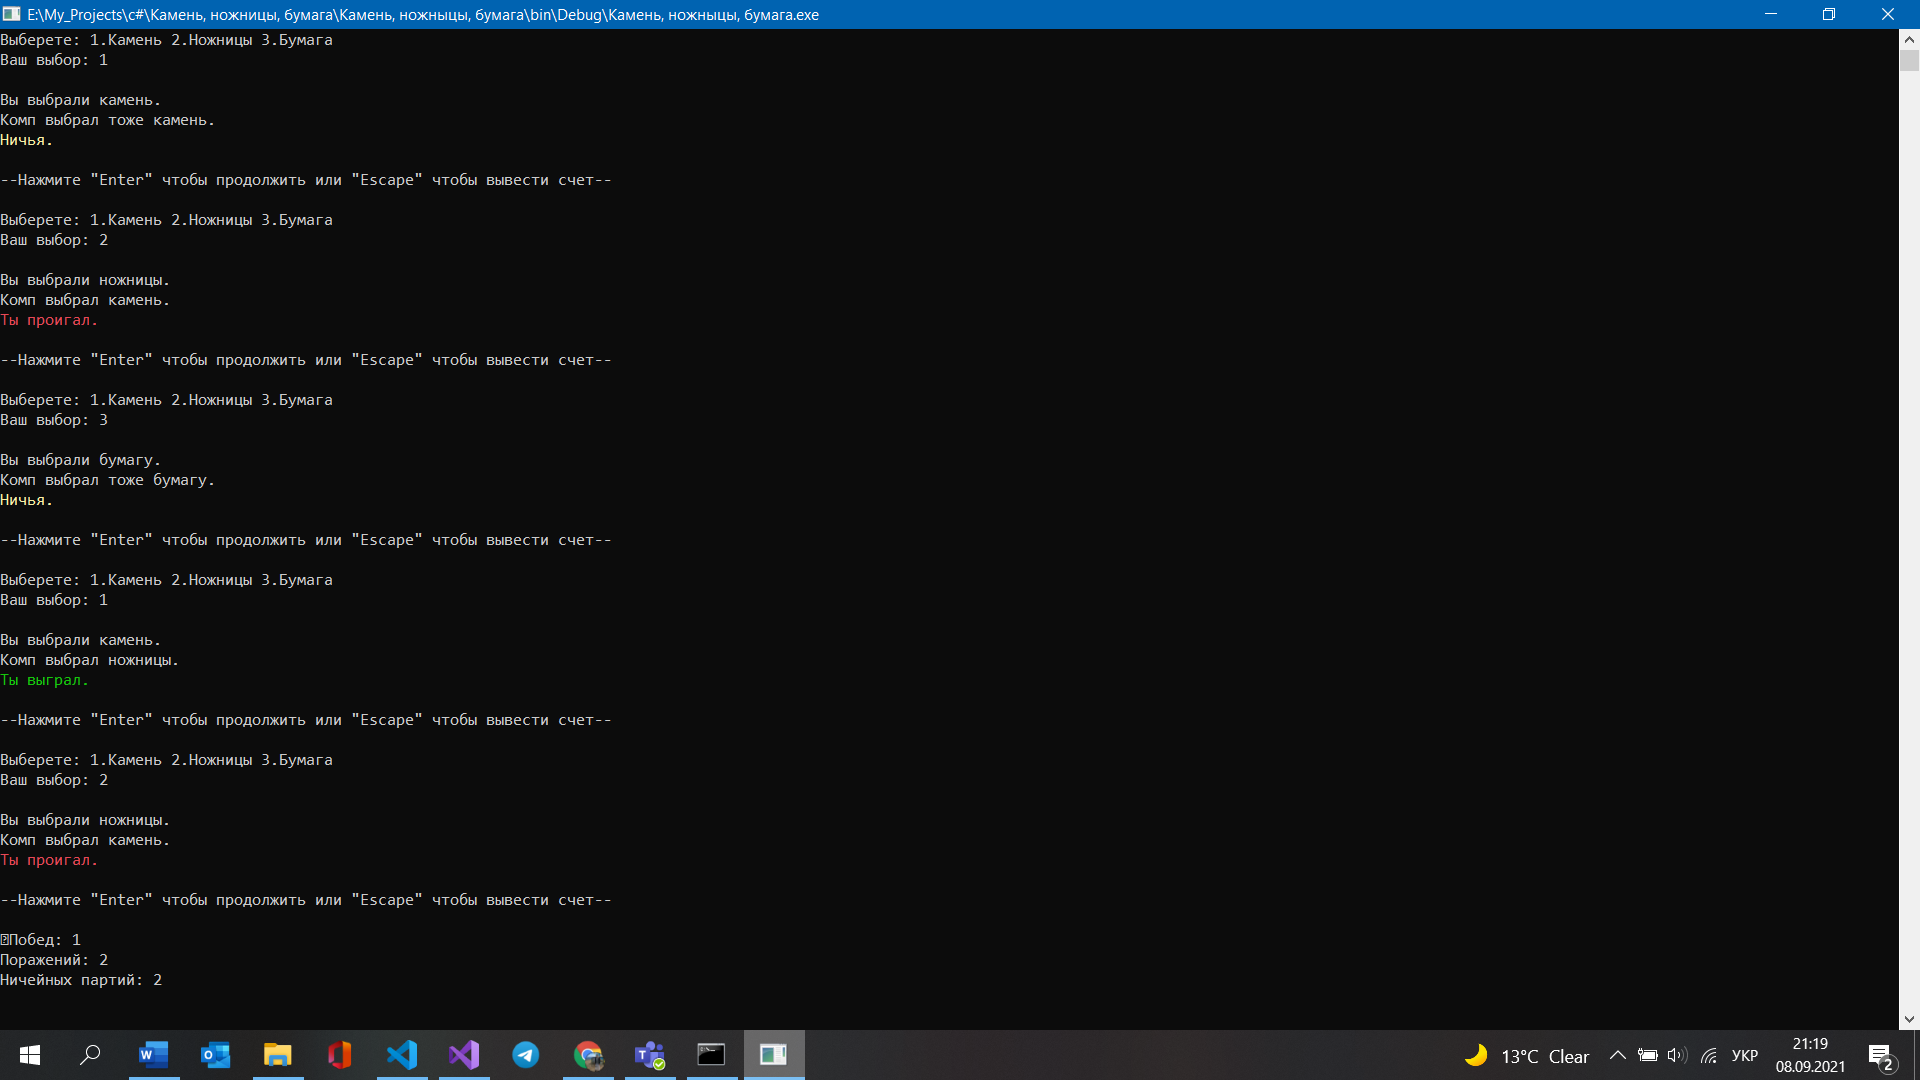 E:\My_Projects\c#\Камень, ножницы, бумага\Камень, ножныцы, бумага\bin\Debug\Камень, ножныцы, бумага.exe
Выберете: 1.Камень 2.Ножницы 3.Бумага
Ваш выбор: 1
Вы выбрали камень.
Комп выбрал тоже камень.
Ничья.
--Нажмите "Enter" чтобы продолжить или "Escape" чтобы вывести счет--
Выберете: 1.Камень 2.Ножницы 3.Бумага
Ваш выбор: 2
Вы выбрали ножницы.
Комп выбрал камень.
Ты проигал.
--Нажмите "Enter" чтобы продолжить или "Escape" чтобы вывести счет--
Выберете: 1.Камень 2.Ножницы 3.Бумага
Ваш выбор: 3
Вы выбрали бумагу.
Комп выбрал тоже бумагу.
Ничья.
--Нажмите "Enter" чтобы продолжить или "Escape" чтобы вывести счет--
Выберете: 1.Камень 2.Ножницы 3.Бумага
Ваш выбор: 1
Вы выбрали камень.
Комп выбрал ножницы.
Ты выграл.
--Нажмите "Enter" чтобы продолжить или "Escape" чтобы вывести счет--
Выберете: 1.Камень 2.Ножницы 3.Бумага
Ваш выбор: 2
Вы выбрали ножницы.
Комп выбрал камень.
Ты проигал.
--Нажмите "Enter" чтобы продолжить или "Escape" чтобы вывести счет--
Побед: 1
Поражений: 2
Ничейных партий: 2
13°C Clear
УКР
21:19
08.09.2021
2